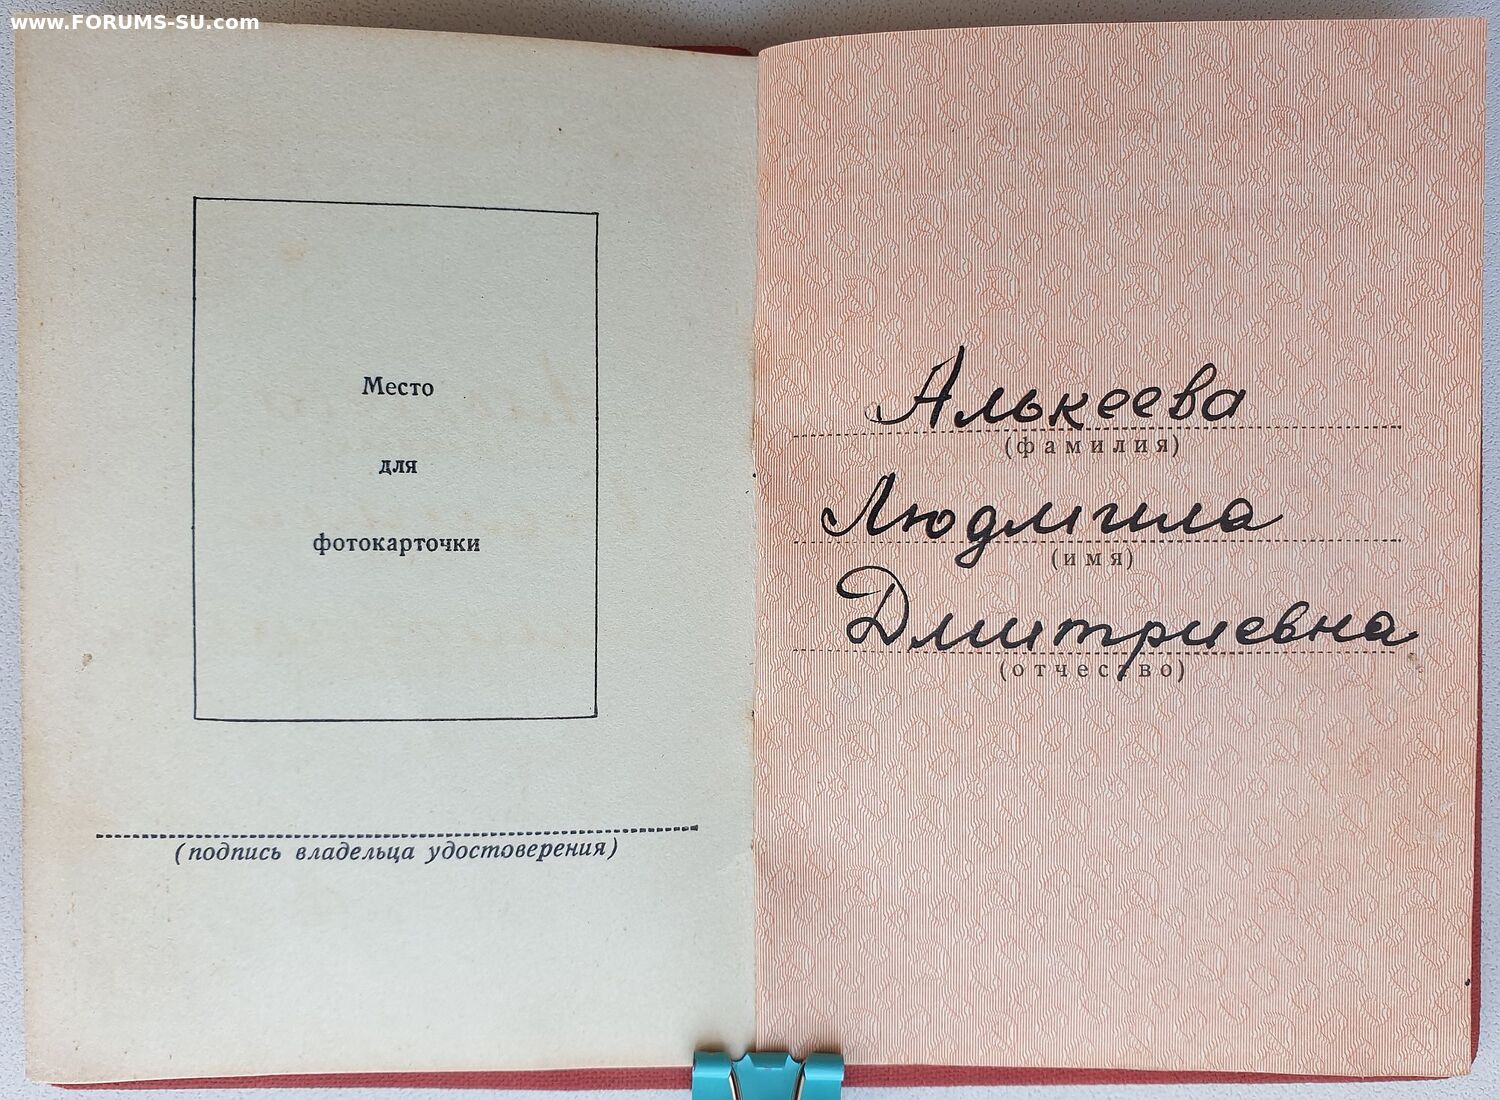 www.FORUMS-SU.com
Место
для
фотокарточки
(подпись владельца удостоверения)
Алькеева
(фамилия)
Людмила
(имя)
Дмитриевна
(отчество)